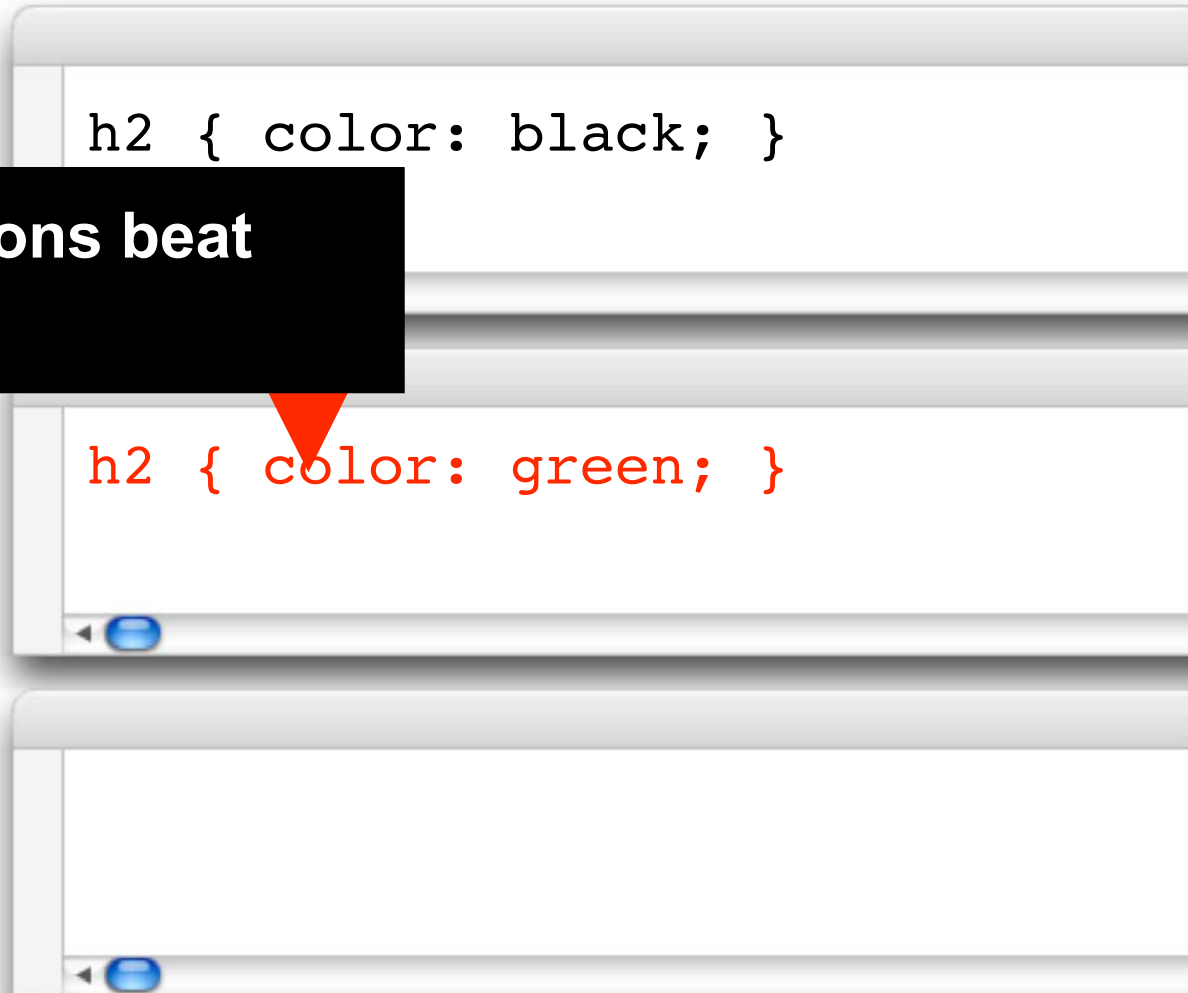 h2 { color: black; }
ons beat
h2 { color: green; }